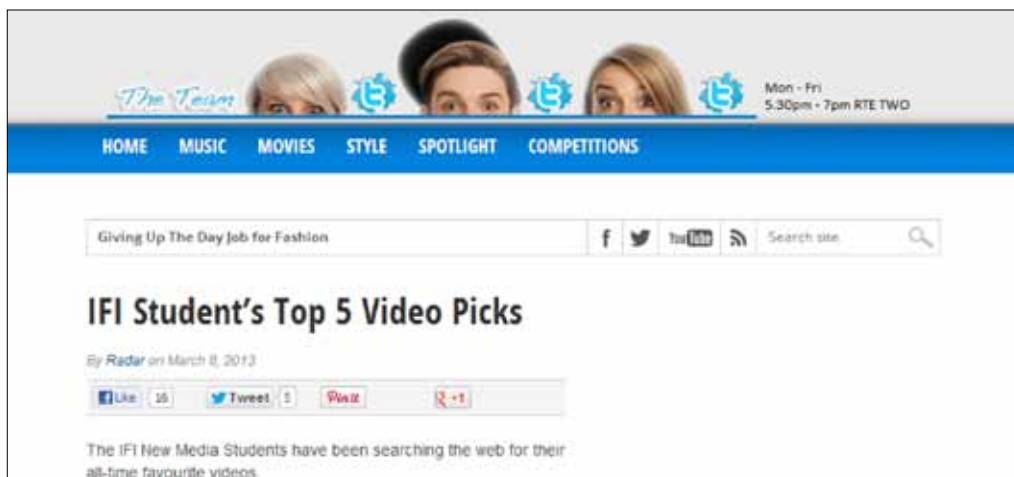 The Team
Mon - Fri
5.30pm - 7pm RTE TWO
HOME MUSIC MOVIES STYLE SPOTLIGHT COMPETITIONS
Giving Up The Day Job for Fashion
f YouTube Search site
IFI Student's Top 5 Video Picks
By Radar on March 8, 2013
Like 16 Tweet 5 Pin it +1
The IFI New Media Students have been searching the web for their
all-time favourite videos